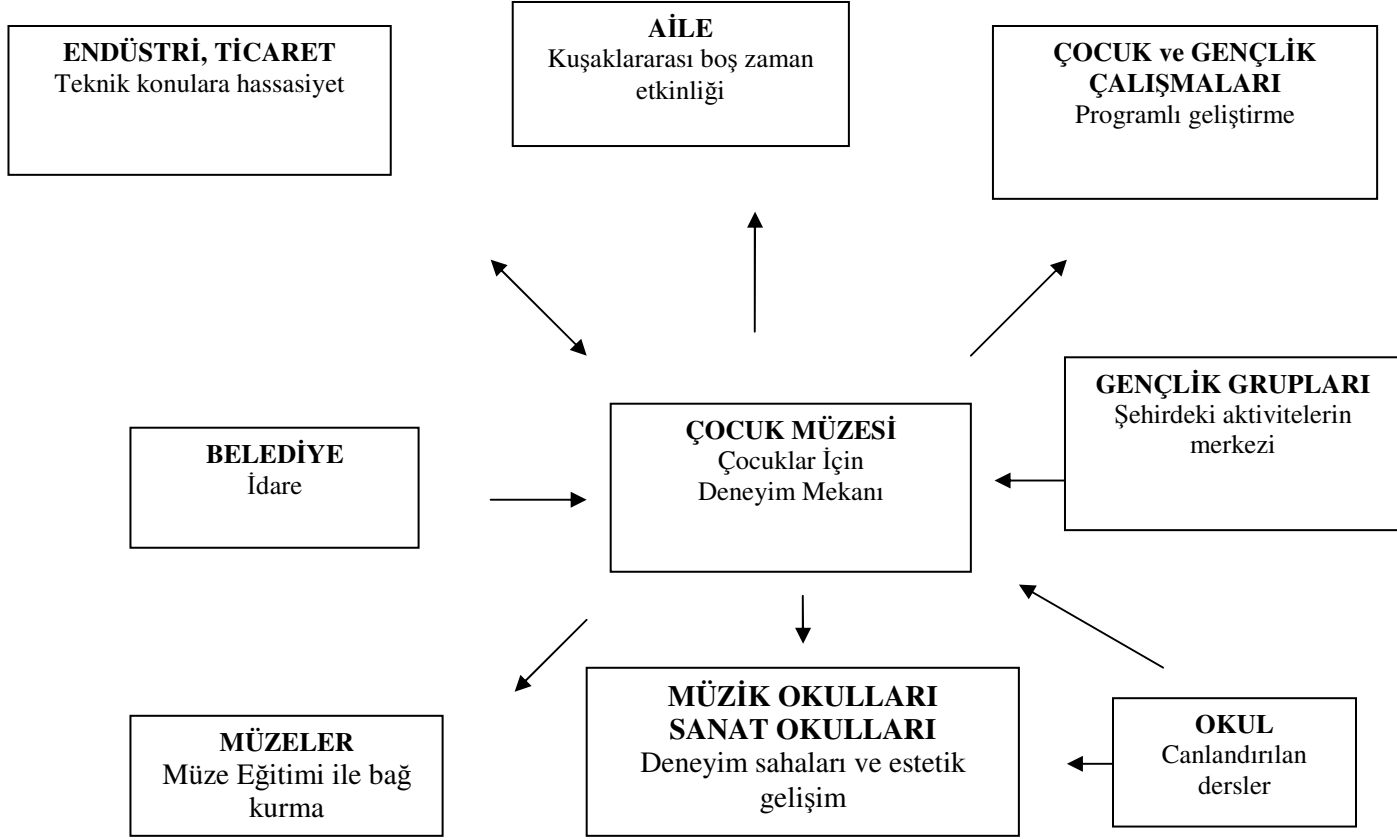 ENDÜSTRİ, TİCARET
Teknik konulara hassasiyet
AİLE
Kuşaklararası boş zaman
etkinliği
ÇOCUK ve GENÇLİK
ÇALIŞMALARI
Programlı geliştirme
BELEDİYE
İdare
ÇOCUK MÜZESİ
Çocuklar İçin
Deneyim Mekanı
GENÇLİK GRUPLARI
Şehirdeki aktivitelerin
merkezi
MÜZELER
Müze Eğitimi ile bağ
kurma
MÜZİK OKULLARI
SANAT OKULLARI
Deneyim sahaları ve estetik
gelişim
OKUL
Canlandırılan
dersler